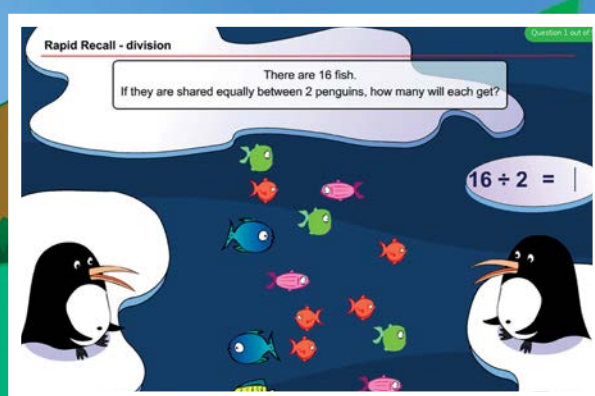 Question 1 out of
Rapid Recall - division
There are 16 fish.
If they are shared equally between 2 penguins, how many will each get?
16 ÷ 2 =